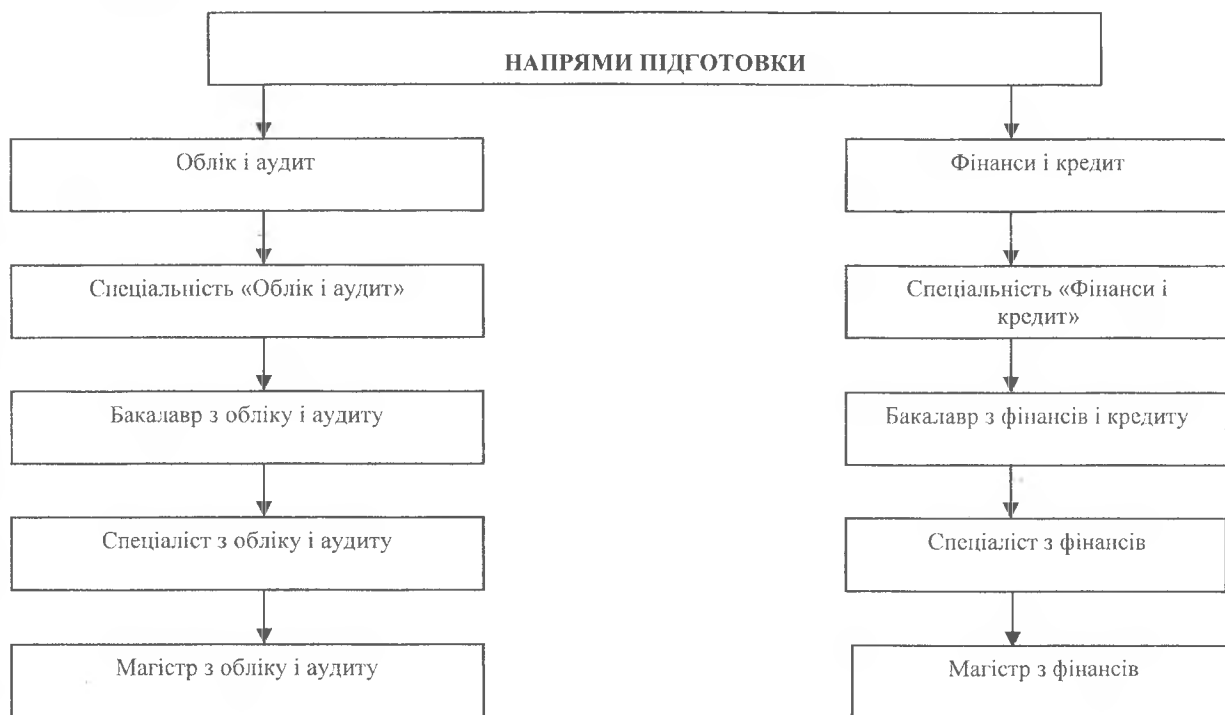 НАПРЯМИ ПІДГОТОВКИ
Облік і аудит
Фінанси і кредит
Спеціальність «Облік і аудит»
Спеціальність «Фінанси і
кредит»
Бакалавр з обліку і аудиту
Бакалавр з фінансів і кредиту
Спеціаліст з обліку і аудиту
Спеціаліст з фінансів
Магістр з обліку і аудиту
Магістр з фінансів